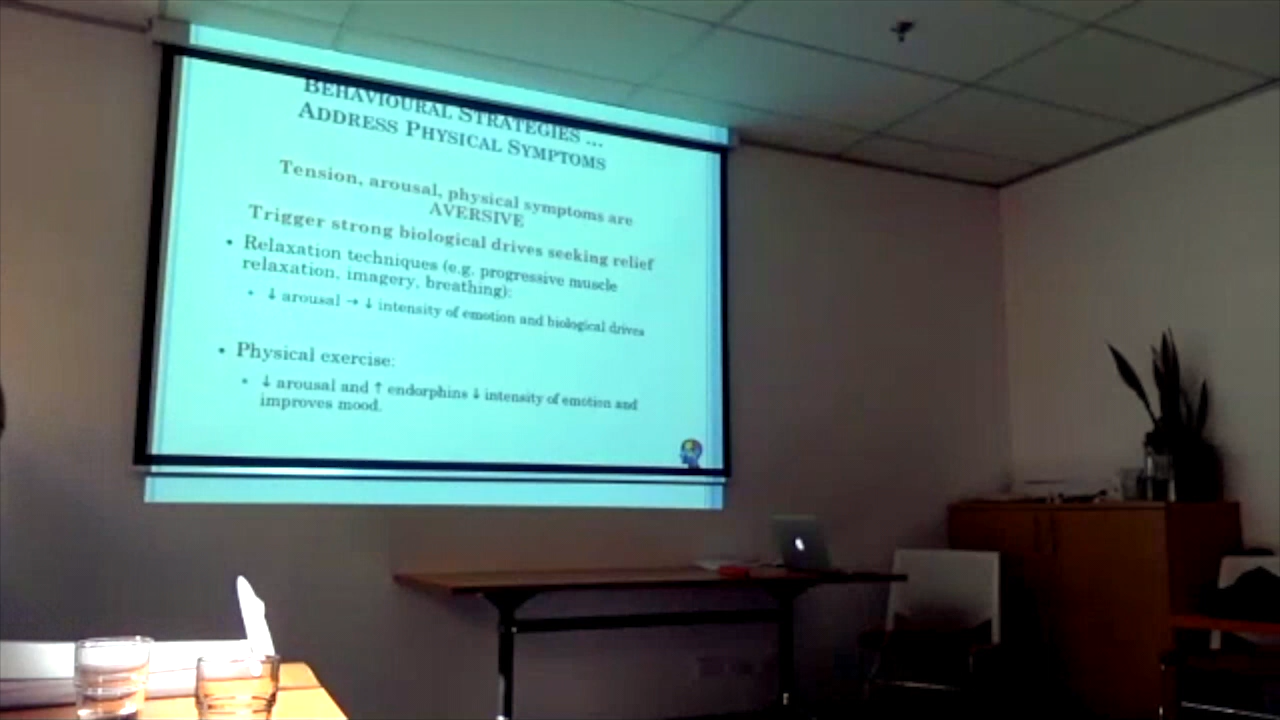 BEHAVIOURAL STRATEGIES ...
ADDRESS PHYSICAL SYMPTOMS
Tension, arousal, physical symptoms are
AVERSIVE
Trigger strong biological drives seeking relief
• Relaxation techniques (e.g. progressive muscle
relaxation, imagery, breathing):
• ↓ arousal → ↓ intensity of emotion and biological drives
• Physical exercise:
• ↓ arousal and ↑ endorphins ↓ intensity of emotion and
improves mood.